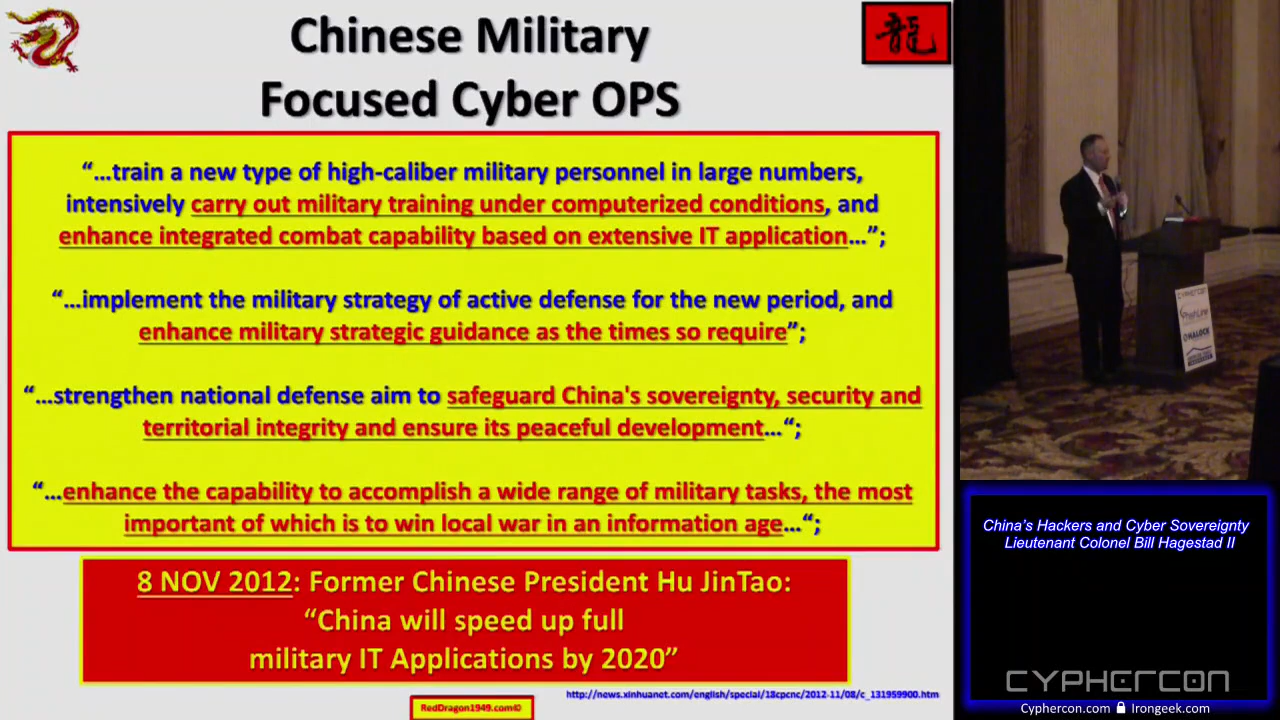 Chinese Military
Focused Cyber OPS
龍
“…train a new type of high-caliber military personnel in large numbers,
intensively carry out military training under computerized conditions, and
enhance integrated combat capability based on extensive IT application…”;
“…implement the military strategy of active defense for the new period, and
enhance military strategic guidance as the times so require”;
“…strengthen national defense aim to safeguard China's sovereignty, security and
territorial integrity and ensure its peaceful development…“;
“…enhance the capability to accomplish a wide range of military tasks, the most
important of which is to win local war in an information age…“;
8 NOV 2012: Former Chinese President Hu JinTao:
“China will speed up full
military IT Applications by 2020”
http://news.xinhuanet.com/english/special/18cpcnc/2012-11/08/c_131959900.htm
RedDragon1949.com©
CYPHERCON
China’s Hackers and Cyber Sovereignty
Lieutenant Colonel Bill Hagestad II
CYPHERCON
Cyphercon.com Irongeek.com